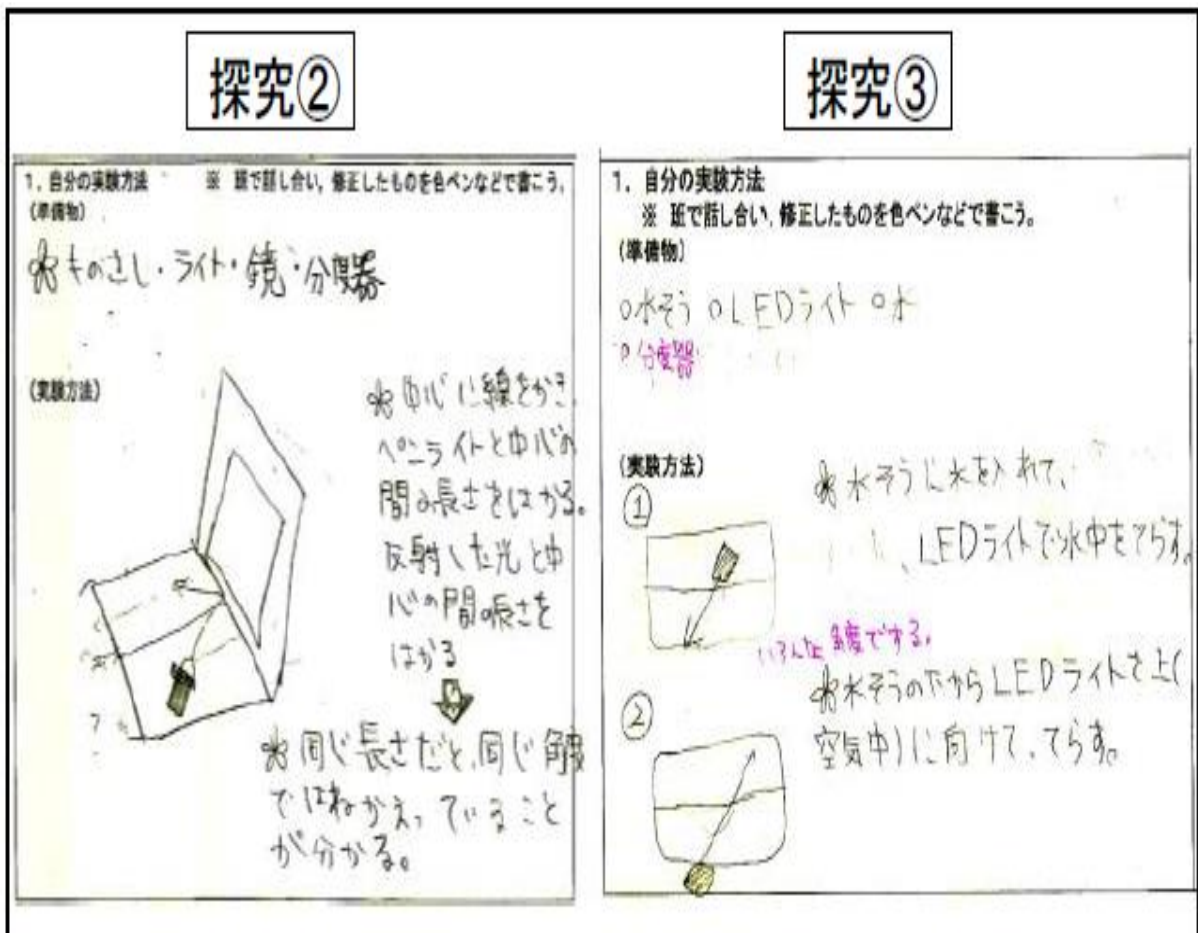 探究②
1. 自分の実験方法 ※ 班で話し合い, 修正したものを色ペンなどで書こう。
(準備物)
ものさし・ライト・鏡・分度器
(実験方法)
中心に線をかき、
ペンライトと中心の
間の長さをはかる。
反射した光と中
心の間の長さを
はかる
同じ長さだと、同じ角度
ではねかえっていること
が分かる。
探究③
1. 自分の実験方法
※ 班で話し合い, 修正したものを色ペンなどで書こう。
(準備物)
○水そう ○LEDライト ○水
○分度器
(実験方法)
①
水そうに水を入れて、
、LEDライトで水中をてらす。
いろんな角度でする。
②
水そうの下からLEDライトを上(
空気中)に向けて、てらす。